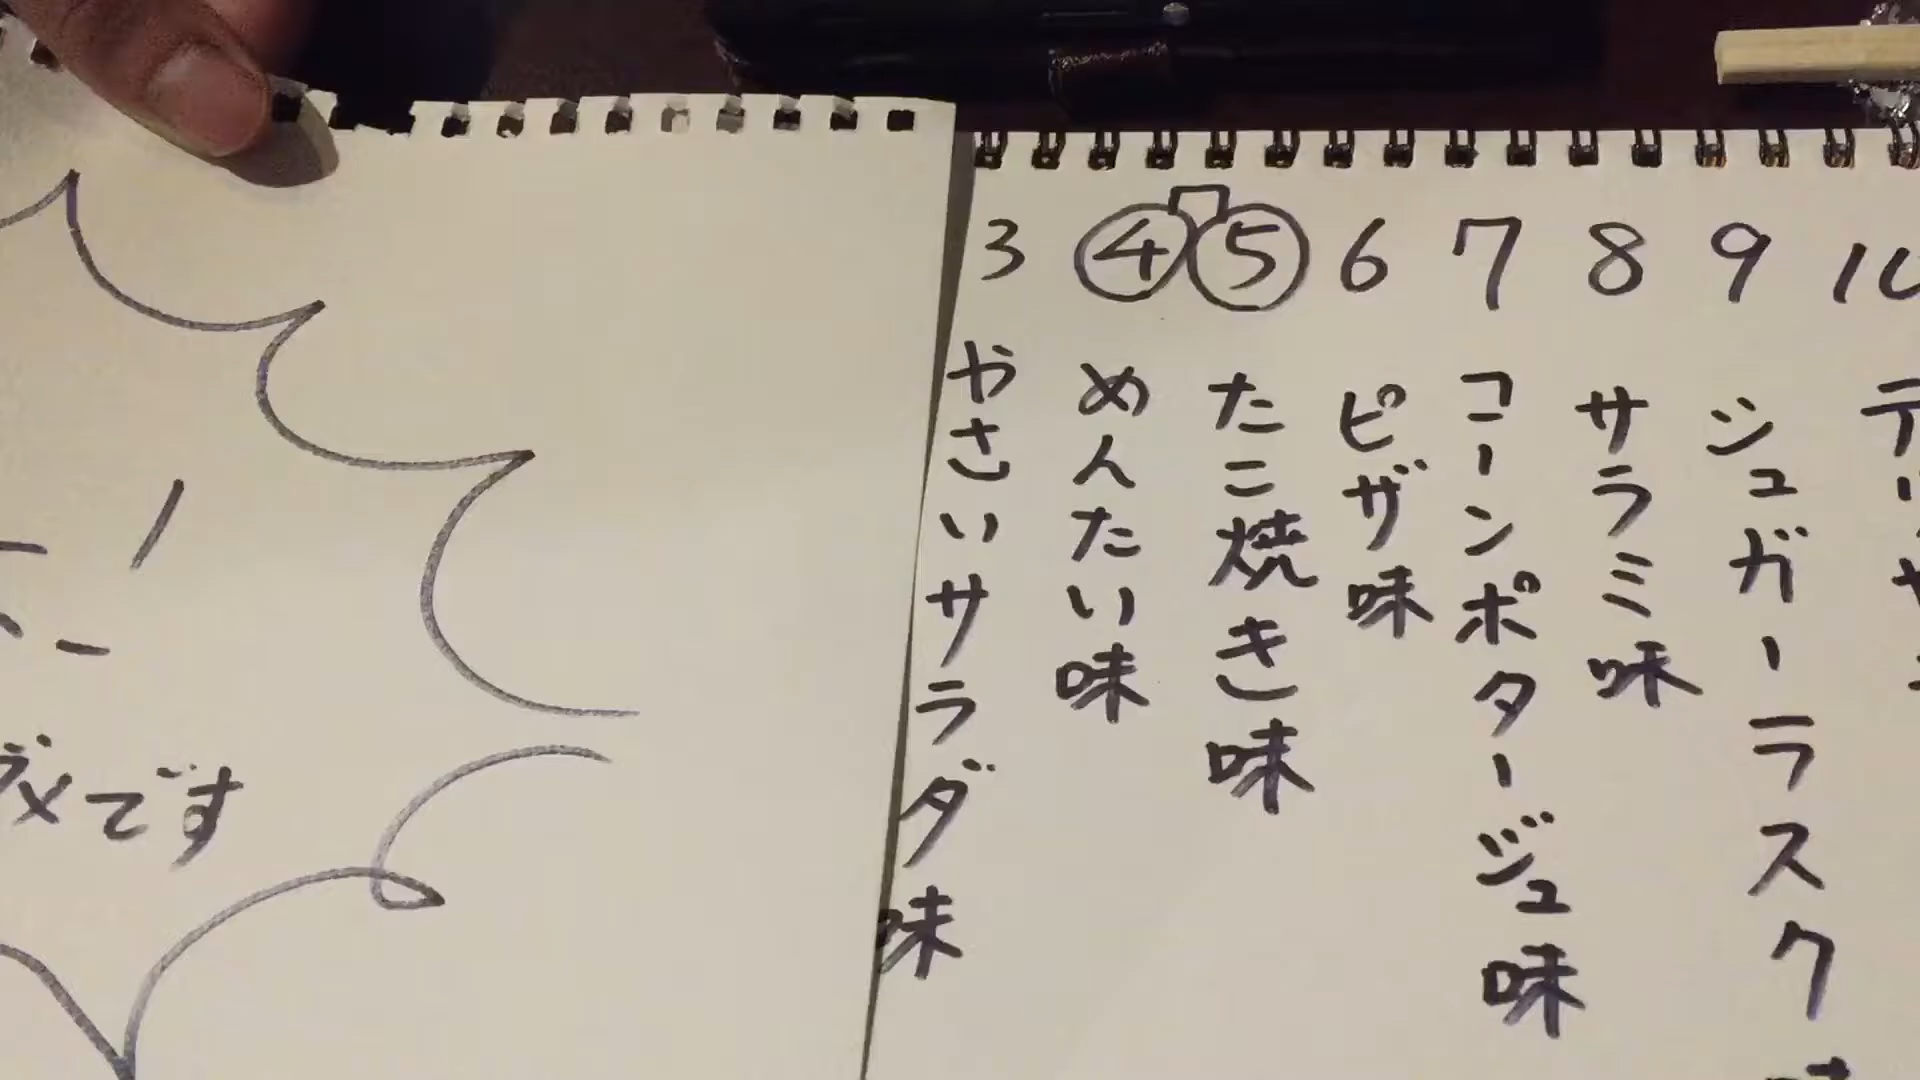 3 ④ ⑤ 6 7 8 9
やさいサラダ味
めんたい味
たこ焼き味
ピザ味
コーンポタージュ味
サラミ味
シュガーラスク
です